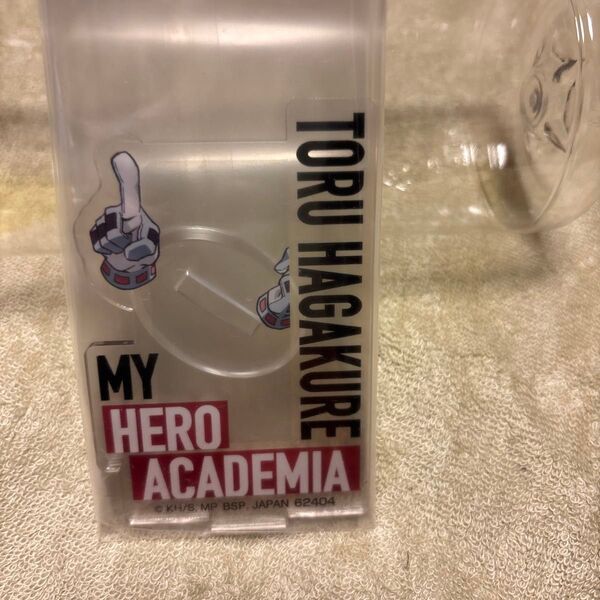 TORU HAGAKURE
MY
HERO
ACADEMIA
© KH/S, MP BSP, JAPAN 62404